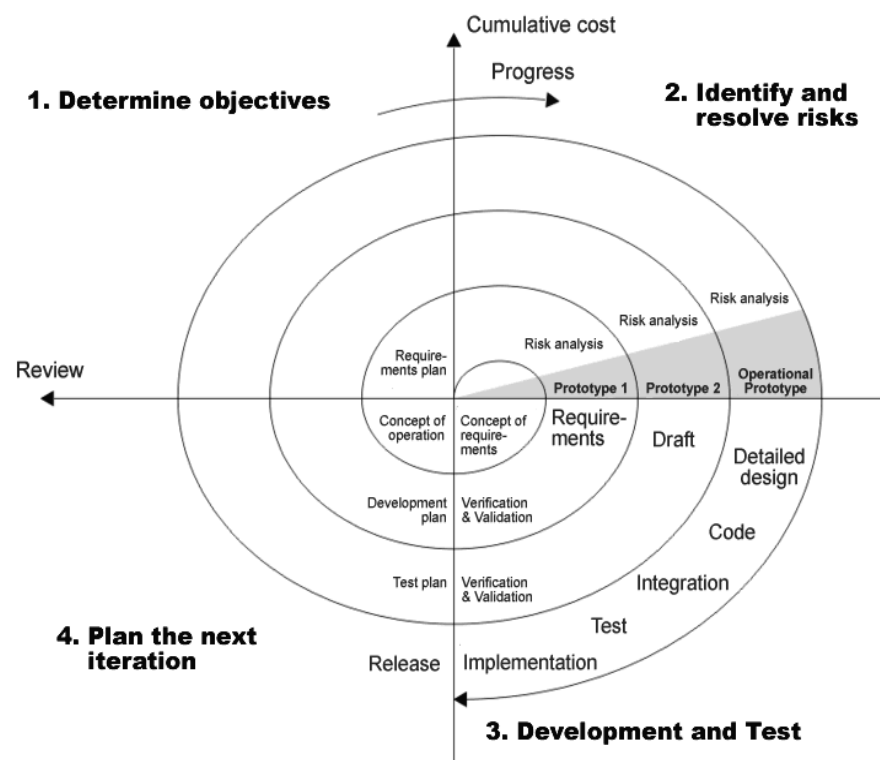 Cumulative cost
Progress
1. Determine objectives
2. Identify and
resolve risks
Risk analysis
Risk analysis
Risk analysis
Require-
ments plan
Review
Prototype 1
Prototype 2
Operational
Prototype
Concept of
operation
Concept of
require-
ments
Require-
ments
Draft
Detailed
design
Development
plan
Verification
& Validation
Code
Test plan
Verification
& Validation
Integration
Test
4. Plan the next
iteration
Release
Implementation
3. Development and Test